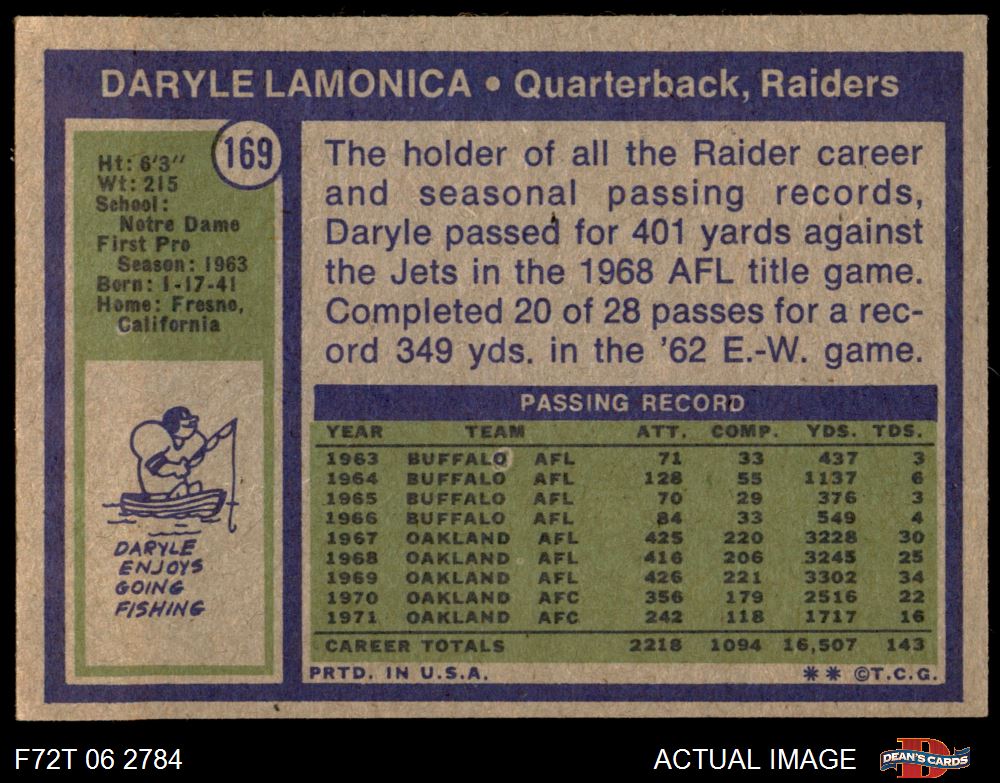 DARYLE LAMONICA • Quarterback, Raiders
169
Ht: 6'3"
Wt: 215
School:
Notre Dame
First Pro
Season: 1963
Born: 1-17-41
Home: Fresno,
California
DARYLE
ENJOYS
GOING
FISHING
The holder of all the Raider career
and seasonal passing records,
Daryle passed for 401 yards against
the Jets in the 1968 AFL title game.
Completed 20 of 28 passes for a rec-
ord 349 yds. in the '62 E.-W. game.
PASSING RECORD
YEAR TEAM ATT. COMP. YDS. TDS.
1963 BUFFALO AFL 71 33 437 3
1964 BUFFALO AFL 128 55 1137 6
1965 BUFFALO AFL 70 29 376 3
1966 BUFFALO AFL 84 33 549 4
1967 OAKLAND AFL 425 220 3228 30
1968 OAKLAND AFL 416 206 3245 25
1969 OAKLAND AFL 426 221 3302 34
1970 OAKLAND AFC 356 179 2516 22
1971 OAKLAND AFC 242 118 1717 16
CAREER TOTALS 2218 1094 16,507 143
PRTD. IN U.S.A. ** ©T.C.G.
F72T 06 2784 ACTUAL IMAGE
D
DEAN'S CARDS